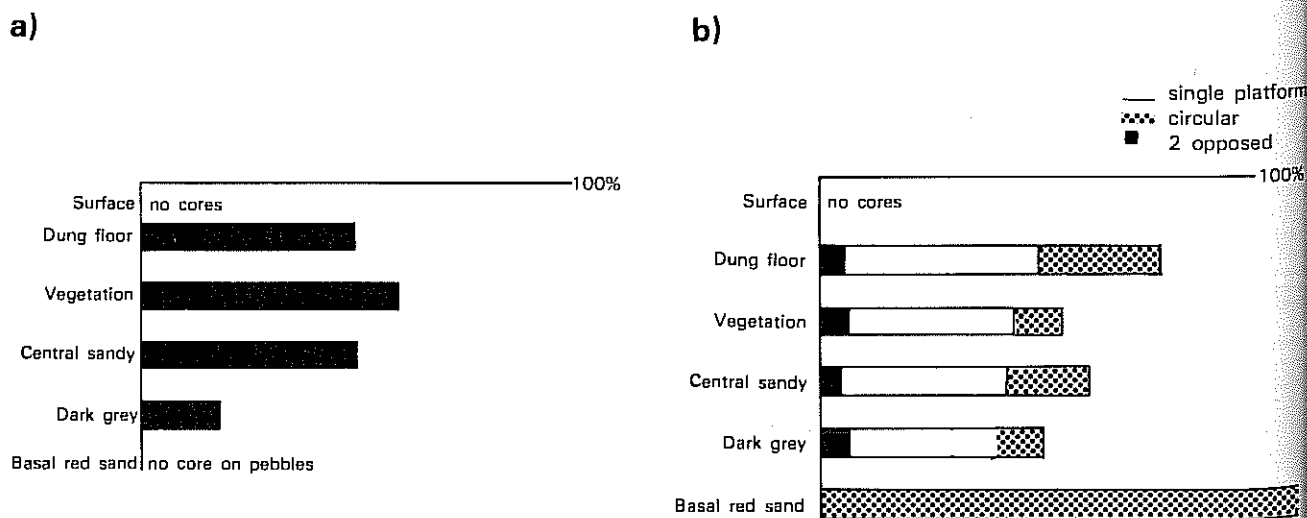 a)
100%
Surface no cores
Dung floor
Vegetation
Central sandy
Dark grey
Basal red sand no core on pebbles
b)
single platform
circular
2 opposed
100%
Surface no cores
Dung floor
Vegetation
Central sandy
Dark grey
Basal red sand